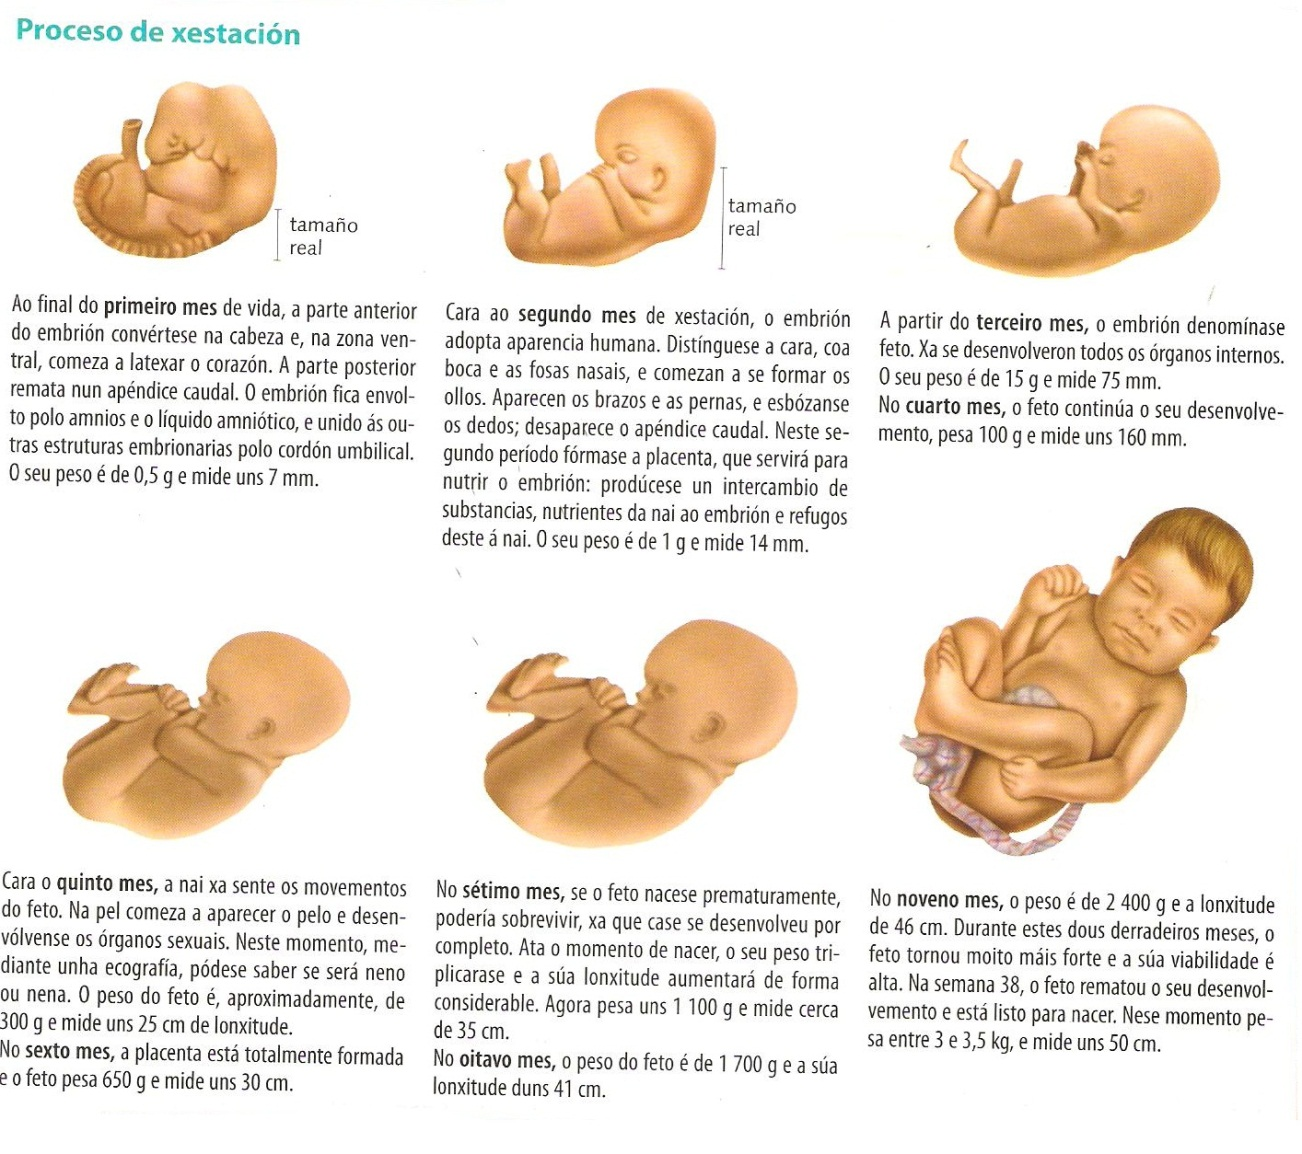 Proceso de xestación
tamaño
real
Ao final do primeiro mes de vida, a parte anterior
do embrión convértese na cabeza e, na zona ven-
tral, comeza a latexar o corazón. A parte posterior
remata nun apéndice caudal. O embrión fica envol-
to polo amnios e o líquido amniótico, e unido ás ou-
tras estruturas embrionarias polo cordón umbilical.
O seu peso é de 0,5 g e mide uns 7 mm.
tamaño
real
Cara ao segundo mes de xestación, o embrión
adopta aparencia humana. Distínguese a cara, coa
boca e as fosas nasais, e comezan a se formar os
ollos. Aparecen os brazos e as pernas, e esbózanse
os dedos; desaparece o apéndice caudal. Neste se-
gundo período fórmase a placenta, que servirá para
nutrir o embrión: prodúcese un intercambio de
substancias, nutrientes da nai ao embrión e refugos
deste á nai. O seu peso é de 1 g e mide 14 mm.
A partir do terceiro mes, o embrión denomínase
feto. Xa se desenvolveron todos os órganos internos.
O seu peso é de 15 g e mide 75 mm.
No cuarto mes, o feto continúa o seu desenvolve-
mento, pesa 100 g e mide uns 160 mm.
Cara o quinto mes, a nai xa sente os movementos
do feto. Na pel comeza a aparecer o pelo e desen-
vólvense os órganos sexuais. Neste momento, me-
diante unha ecografía, pódese saber se será neno
ou nena. O peso do feto é, aproximadamente, de
300 g e mide uns 25 cm de lonxitude.
No sexto mes, a placenta está totalmente formada
e o feto pesa 650 g e mide uns 30 cm.
No sétimo mes, se o feto nacese prematuramente,
podería sobrevivir, xa que case se desenvolveu por
completo. Ata o momento de nacer, o seu peso tri-
plicarase e a súa lonxitude aumentará de forma
considerable. Agora pesa uns 1 100 g e mide cerca
de 35 cm.
No oitavo mes, o peso do feto é de 1 700 g e a súa
lonxitude duns 41 cm.
No noveno mes, o peso é de 2 400 g e a lonxitude
de 46 cm. Durante estes dous derradeiros meses, o
feto tornou moito máis forte e a súa viabilidade é
alta. Na semana 38, o feto rematou o seu desenvol-
vemento e está listo para nacer. Nese momento pe-
sa entre 3 e 3,5 kg, e mide uns 50 cm.